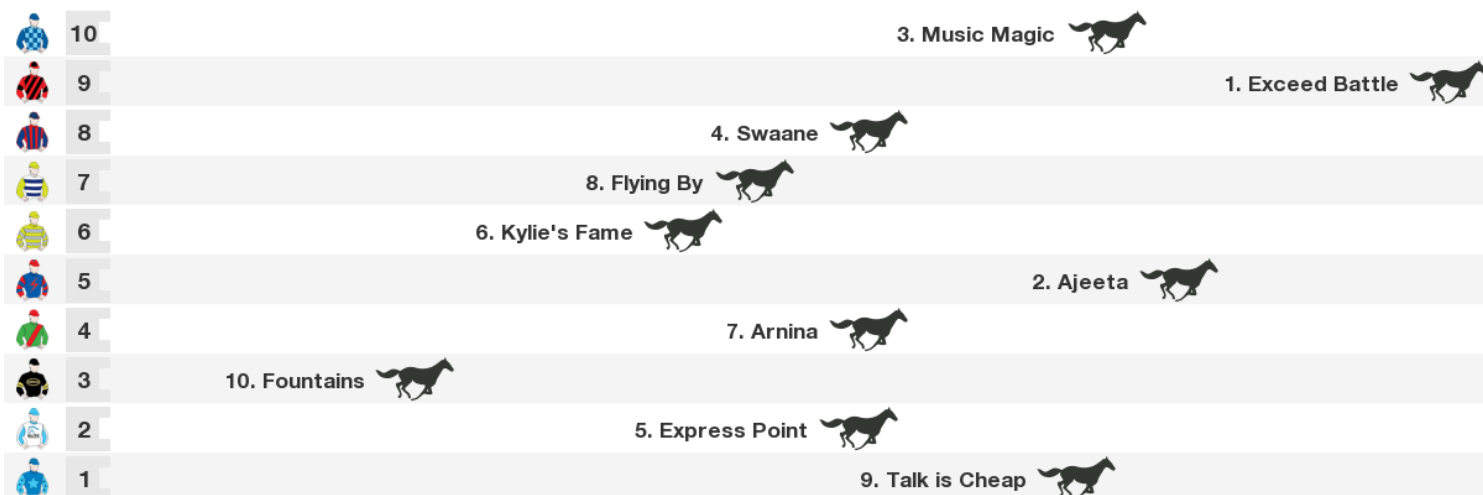 10 3. Music Magic
9 1. Exceed Battle
8 4. Swaane
7 8. Flying By
6 6. Kylie's Fame
5 2. Ajeeta
4 7. Arnina
3 10. Fountains
2 5. Express Point
1 9. Talk is Cheap